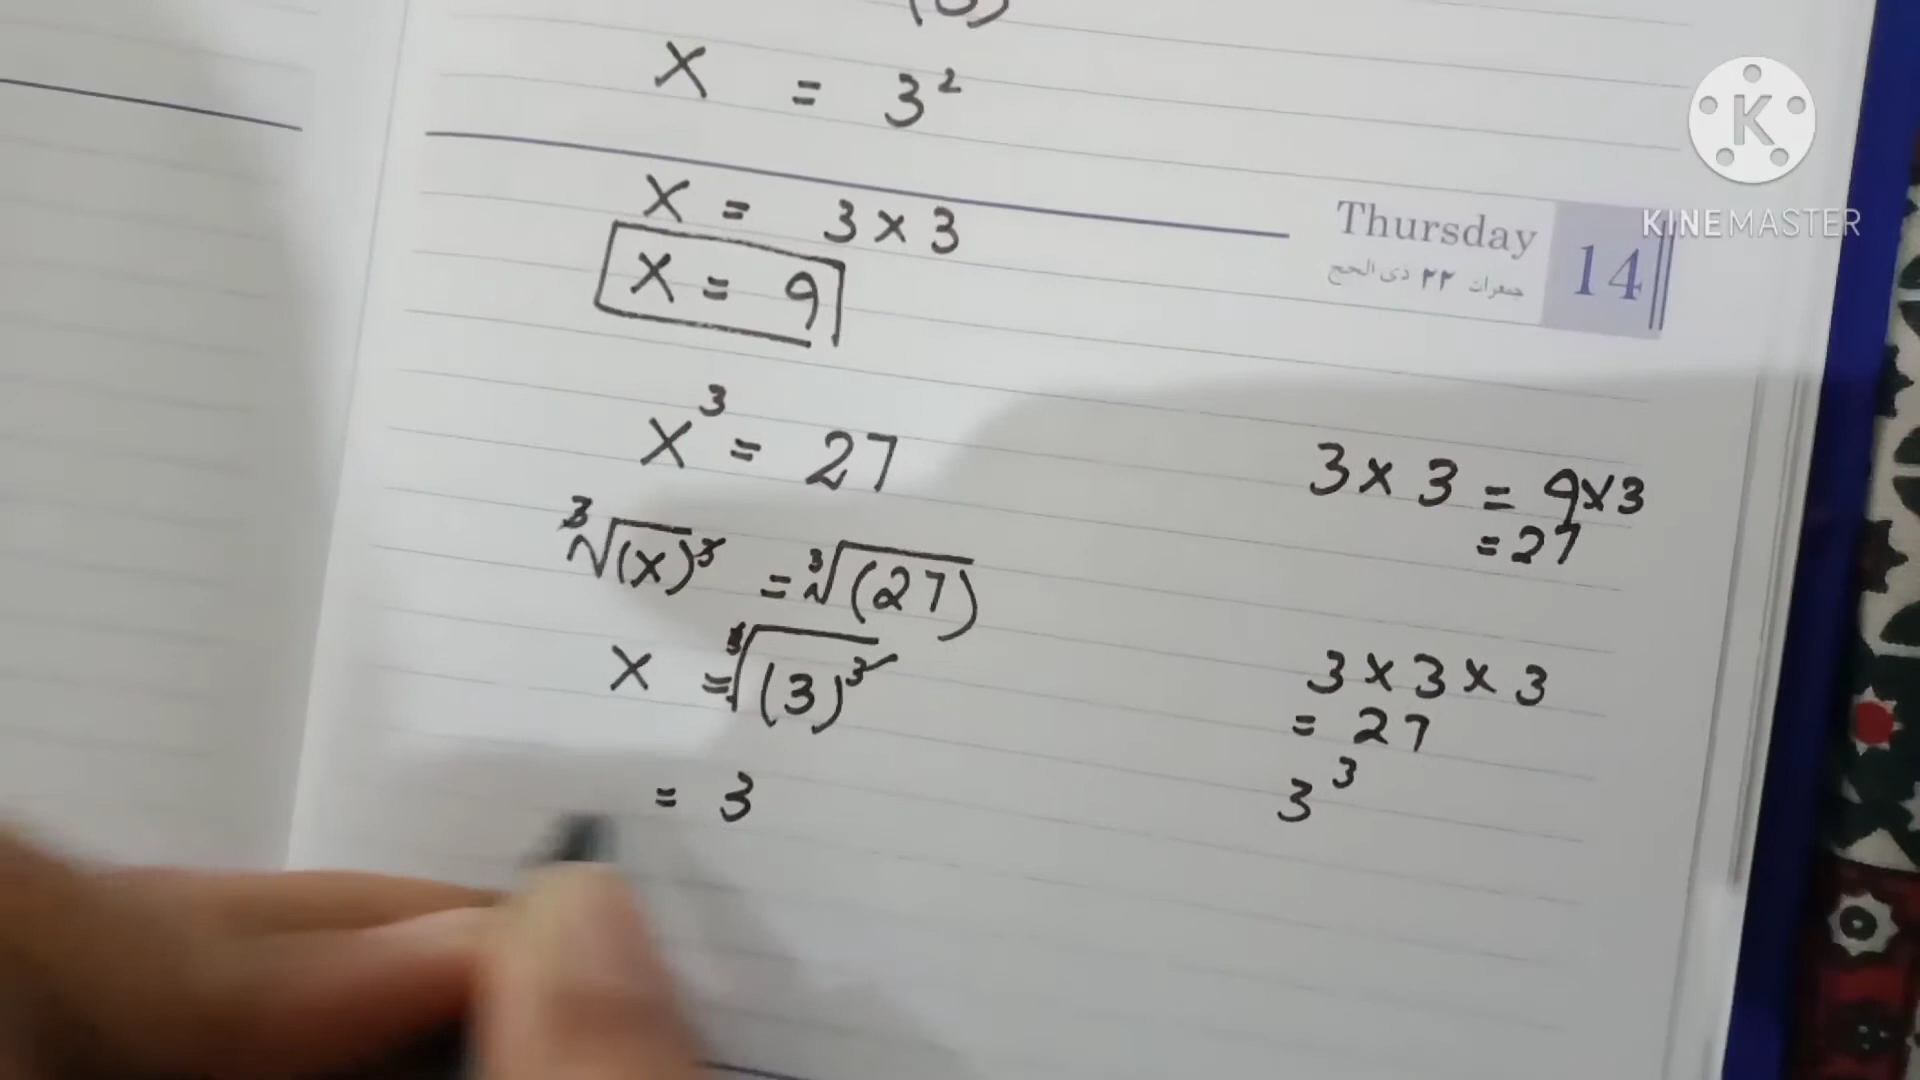 x = 3²
x = 3 × 3
Thursday 14
جمعرات ۲۲ ذی الحج
x = 9
x³ = 27
3 × 3 = 9×3
= 27
∛(x)³ = ∛(27)
x = ∛(3)³
3 × 3 × 3
= 27
3³
= 3
K
KINEMASTER